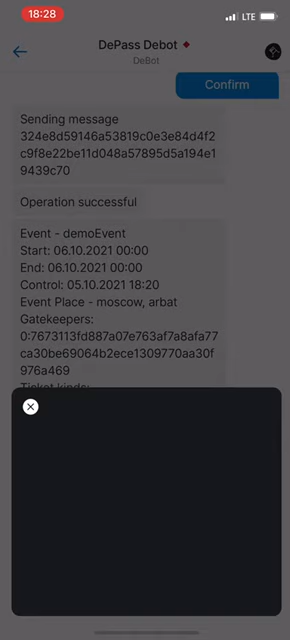 18:28
LTE
DePass Debot
DeBot
Confirm
Sending message
324e8d59146a53819c0e3e84d4f2
c9f8e22be11d048a57895d5a194e1
9439c70
Operation successful
Event - demoEvent
Start: 06.10.2021 00:00
End: 06.10.2021 00:00
Control: 05.10.2021 18:20
Event Place - moscow, arbat
Gatekeepers:
0:7673113fd887a07e763af7a8afa77
ca30be69064b2ece1309770aa30f
976a469
Ticket kinds: